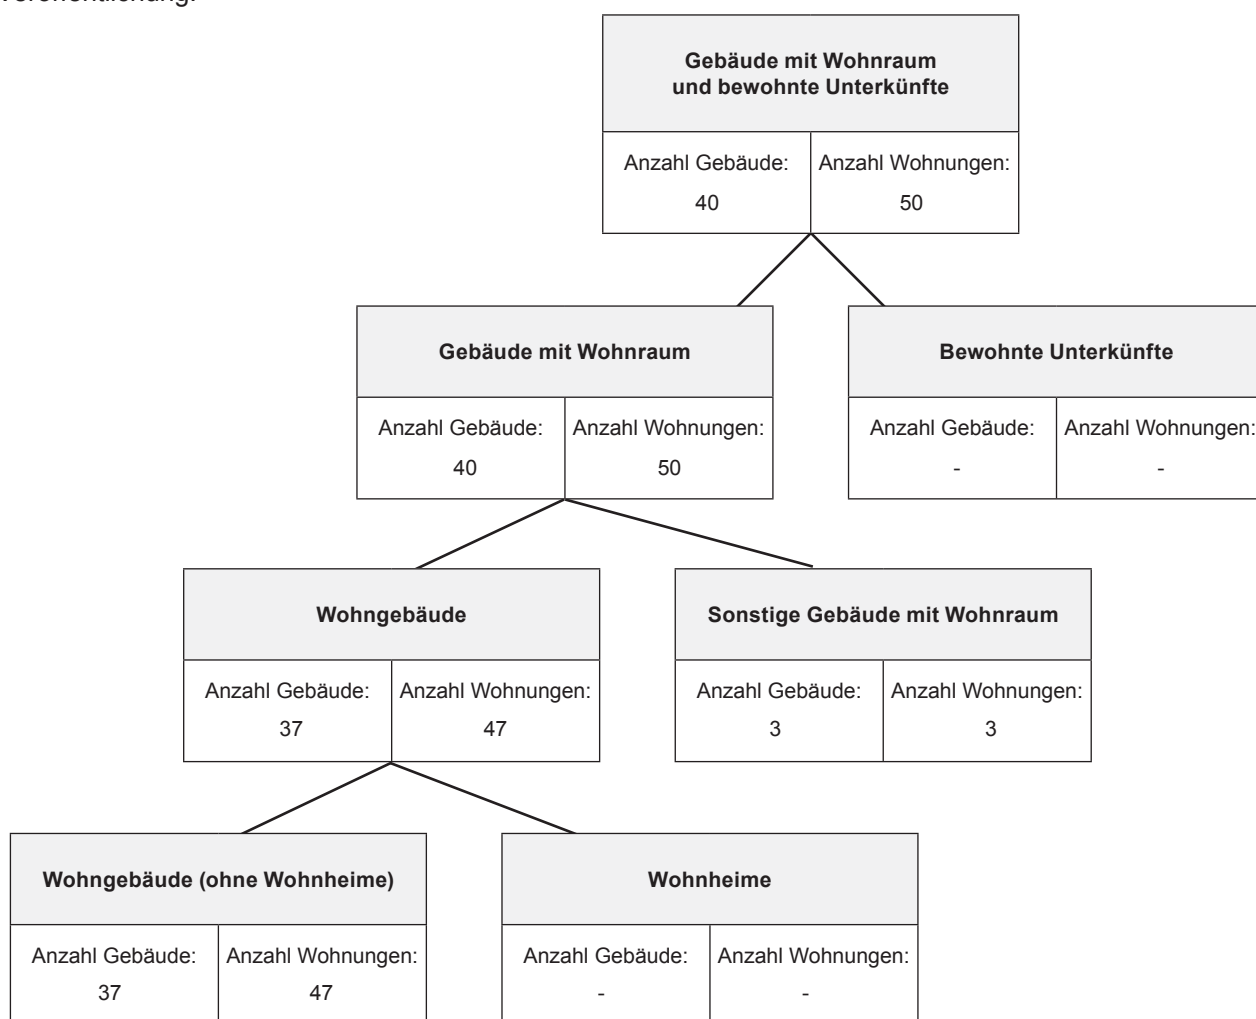 Veröffentlichung.
Gebäude mit Wohnraum
und bewohnte Unterkünfte
Anzahl Gebäude: Anzahl Wohnungen:
40 50
Gebäude mit Wohnraum
Anzahl Gebäude: Anzahl Wohnungen:
40 50
Bewohnte Unterkünfte
Anzahl Gebäude: Anzahl Wohnungen:
- -
Wohngebäude
Anzahl Gebäude: Anzahl Wohnungen:
37 47
Sonstige Gebäude mit Wohnraum
Anzahl Gebäude: Anzahl Wohnungen:
3 3
Wohngebäude (ohne Wohnheime)
Anzahl Gebäude: Anzahl Wohnungen:
37 47
Wohnheime
Anzahl Gebäude: Anzahl Wohnungen:
- -